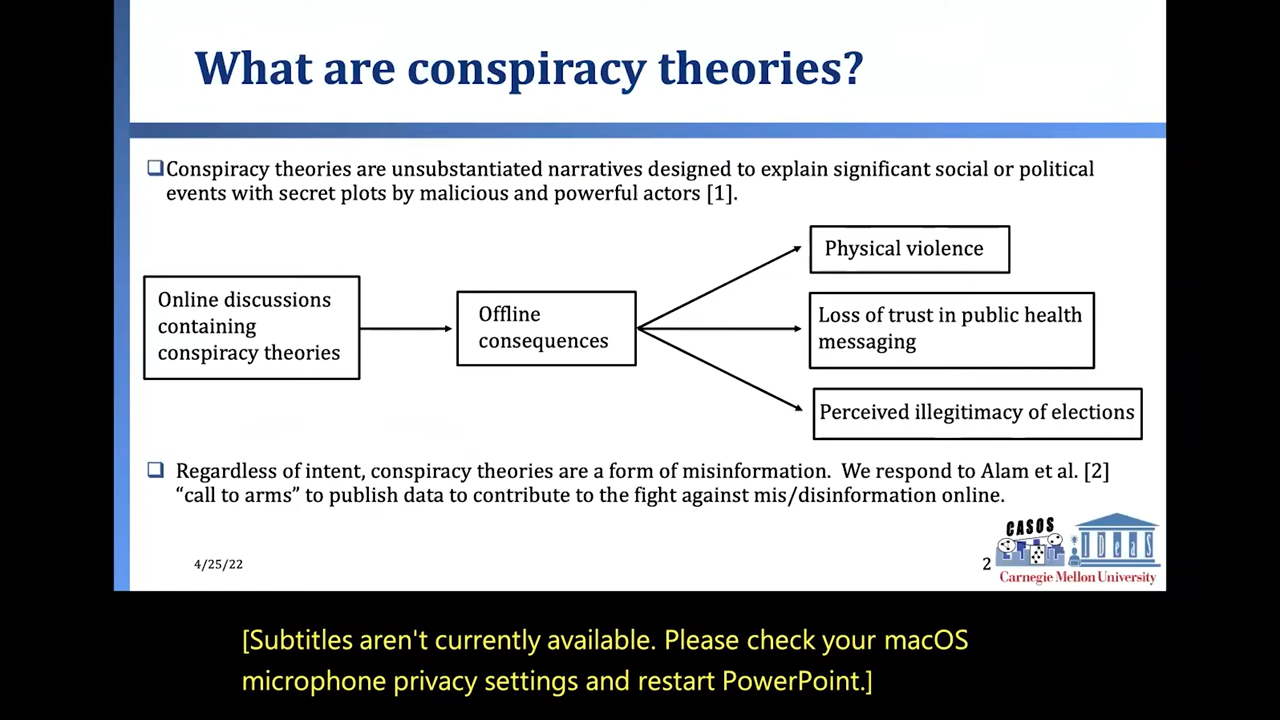 What are conspiracy theories?
Conspiracy theories are unsubstantiated narratives designed to explain significant social or political
events with secret plots by malicious and powerful actors [1].
Online discussions
containing
conspiracy theories
Offline
consequences
Physical violence
Loss of trust in public health
messaging
Perceived illegitimacy of elections
Regardless of intent, conspiracy theories are a form of misinformation. We respond to Alam et al. [2]
“call to arms” to publish data to contribute to the fight against mis/disinformation online.
4/25/22
2
CASOS
IDeaS
Carnegie Mellon University
[Subtitles aren't currently available. Please check your macOS
microphone privacy settings and restart PowerPoint.]